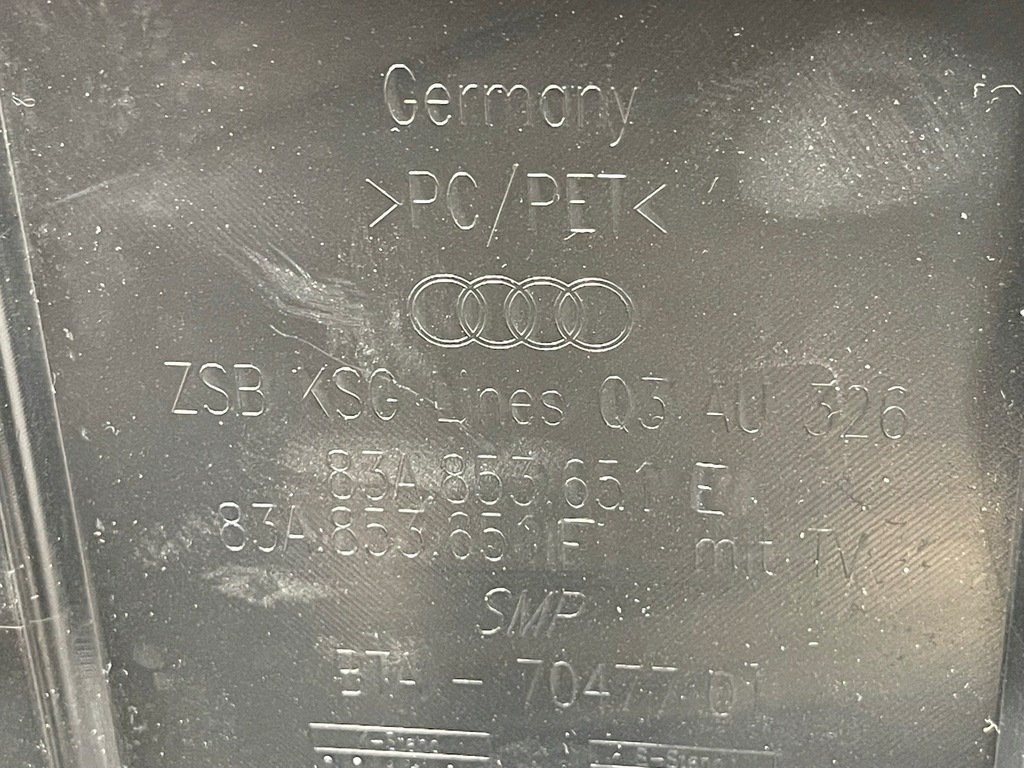 Germany
>PC/PET<
ZSB KSG Lines Q3 AU 326
83A.853.651 E
83A.853.651 F mit TV
SMP
BTA - 70477 01